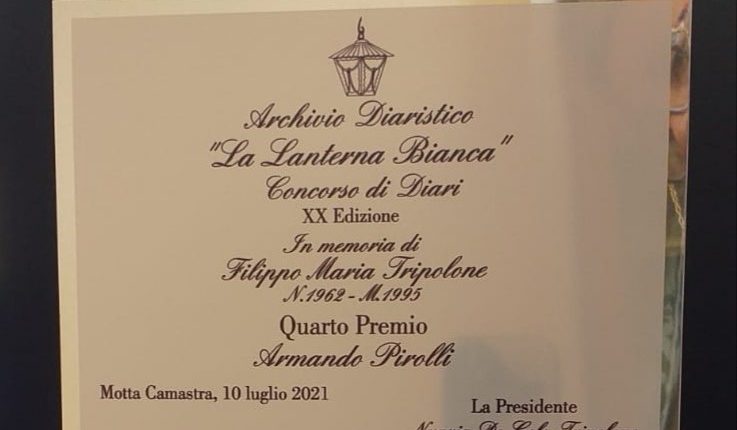 Archivio Diaristico
"La Lanterna Bianca"
Concorso di Diari
XX Edizione
In memoria di
Filippo Maria Tripolone
N.1962 - M.1995
Quarto Premio
Armando Pirolli
Motta Camastra, 10 luglio 2021
La Presidente